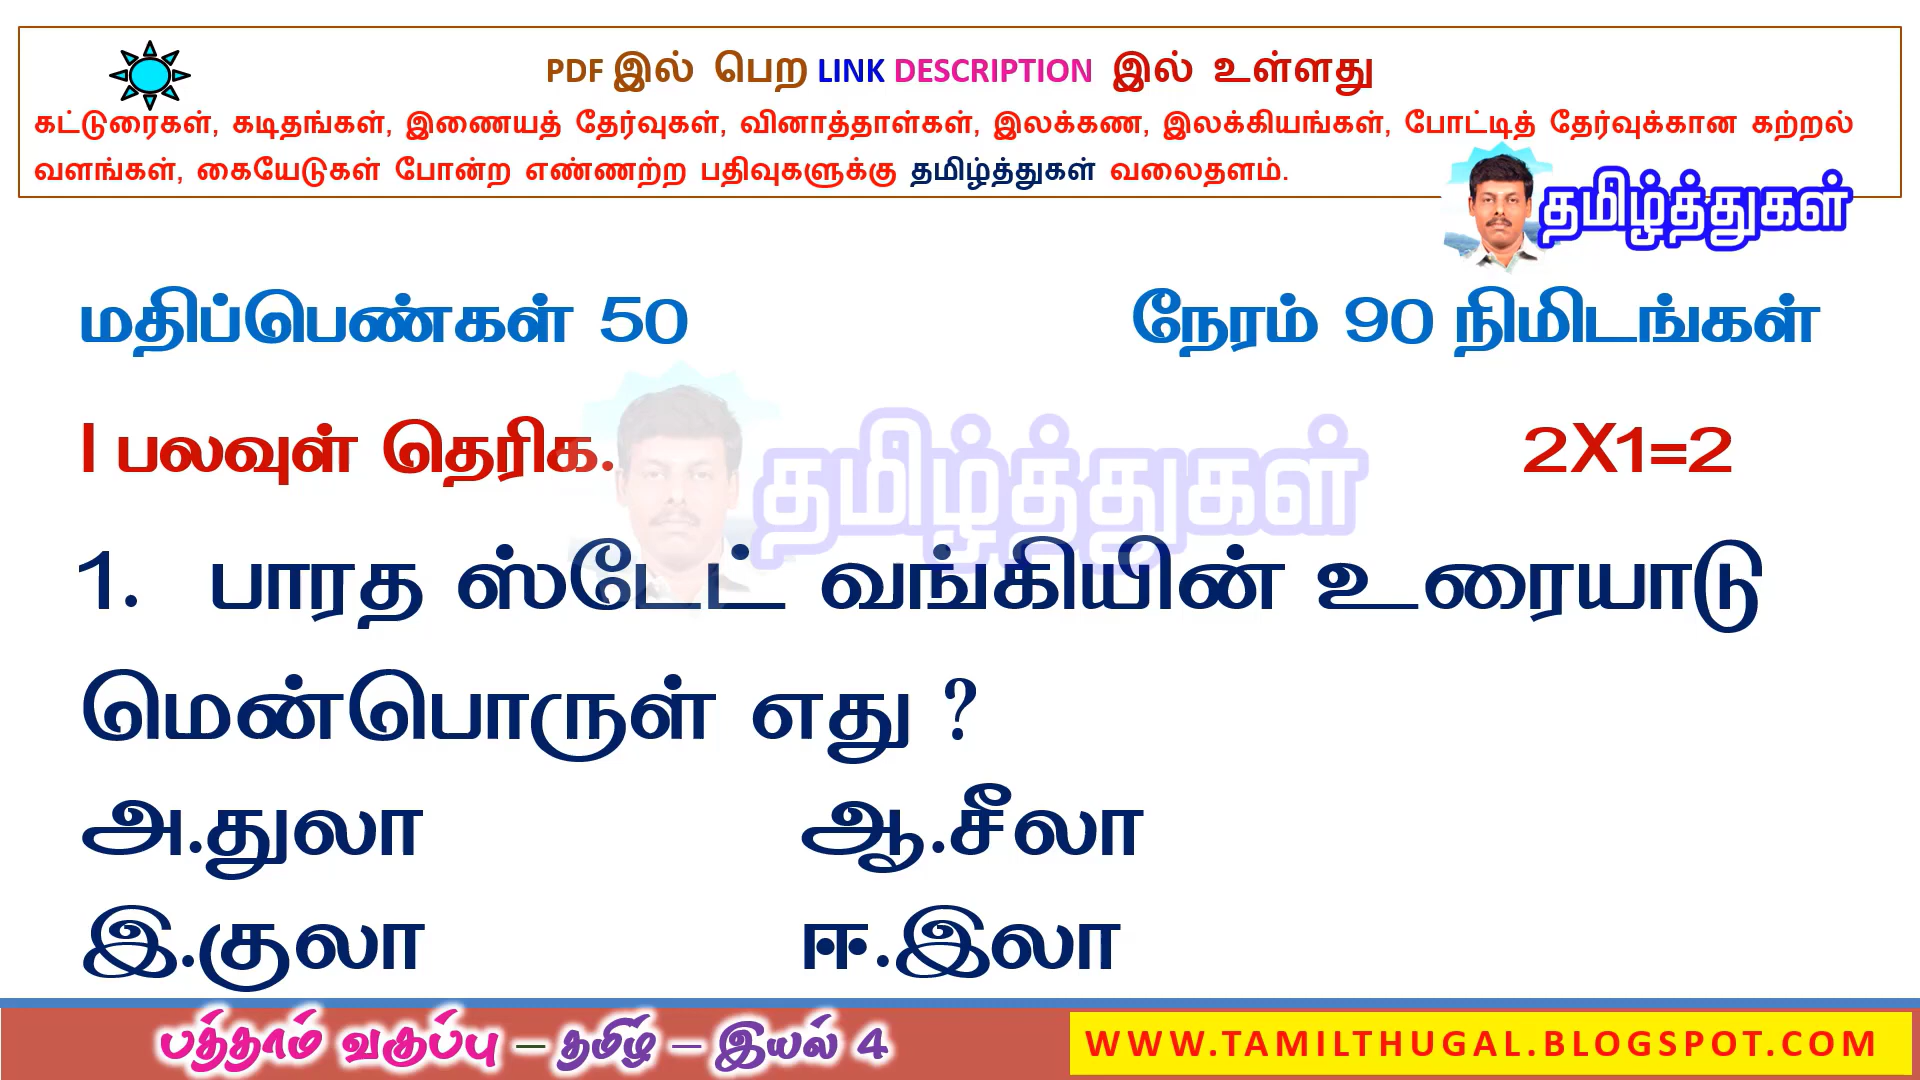 PDF இல் பெற LINK DESCRIPTION இல் உள்ளது
கட்டுரைகள், கடிதங்கள், இணையத் தேர்வுகள், வினாத்தாள்கள், இலக்கண, இலக்கியங்கள், போட்டித் தேர்வுக்கான கற்றல்
வளங்கள், கையேடுகள் போன்ற எண்ணற்ற பதிவுகளுக்கு தமிழ்த்துகள் வலைதளம்.
தமிழ்த்துகள்
மதிப்பெண்கள் 50 நேரம் 90 நிமிடங்கள்
I பலவுள் தெரிக. 2X1=2
தமிழ்த்துகள்
1. பாரத ஸ்டேட் வங்கியின் உரையாடு
மென்பொருள் எது ?
அ.துலா ஆ.சீலா
இ.குலா ஈ.இலா
பத்தாம் வகுப்பு – தமிழ் – இயல் 4 WWW.TAMILTHUGAL.BLOGSPOT.COM